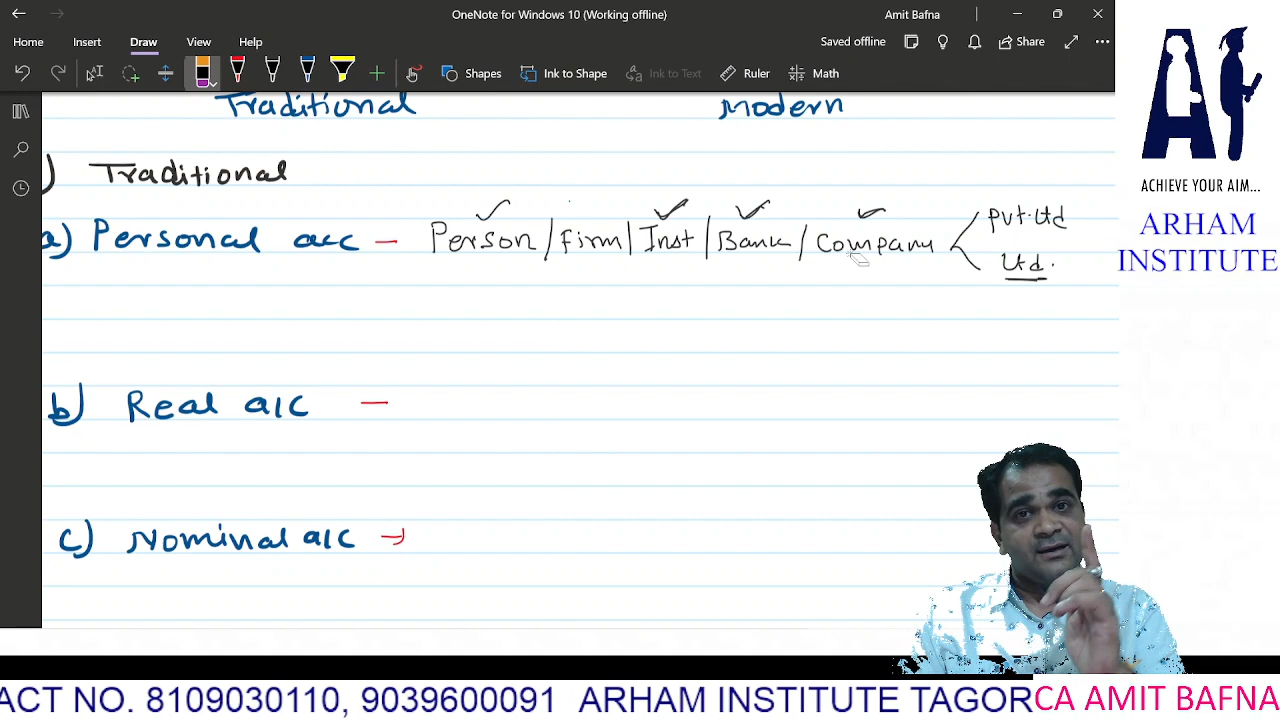 OneNote for Windows 10 (Working offline)
Amit Bafna
Home Insert Draw View Help
Saved offline
Share
Shapes
Ink to Shape
Ink to Text
Ruler
Math
Traditional Modern
) Traditional
a) Personal a/c - Person / firm / Inst / Bank / Company
Pvt. Ltd
Ltd.
b) Real a/c -
c) Nominal a/c →
AI
ACHIEVE YOUR AIM...
ARHAM
INSTITUTE
ACT NO. 8109030110, 9039600091 ARHAM INSTITUTE TAGOR
CA AMIT BAFNA